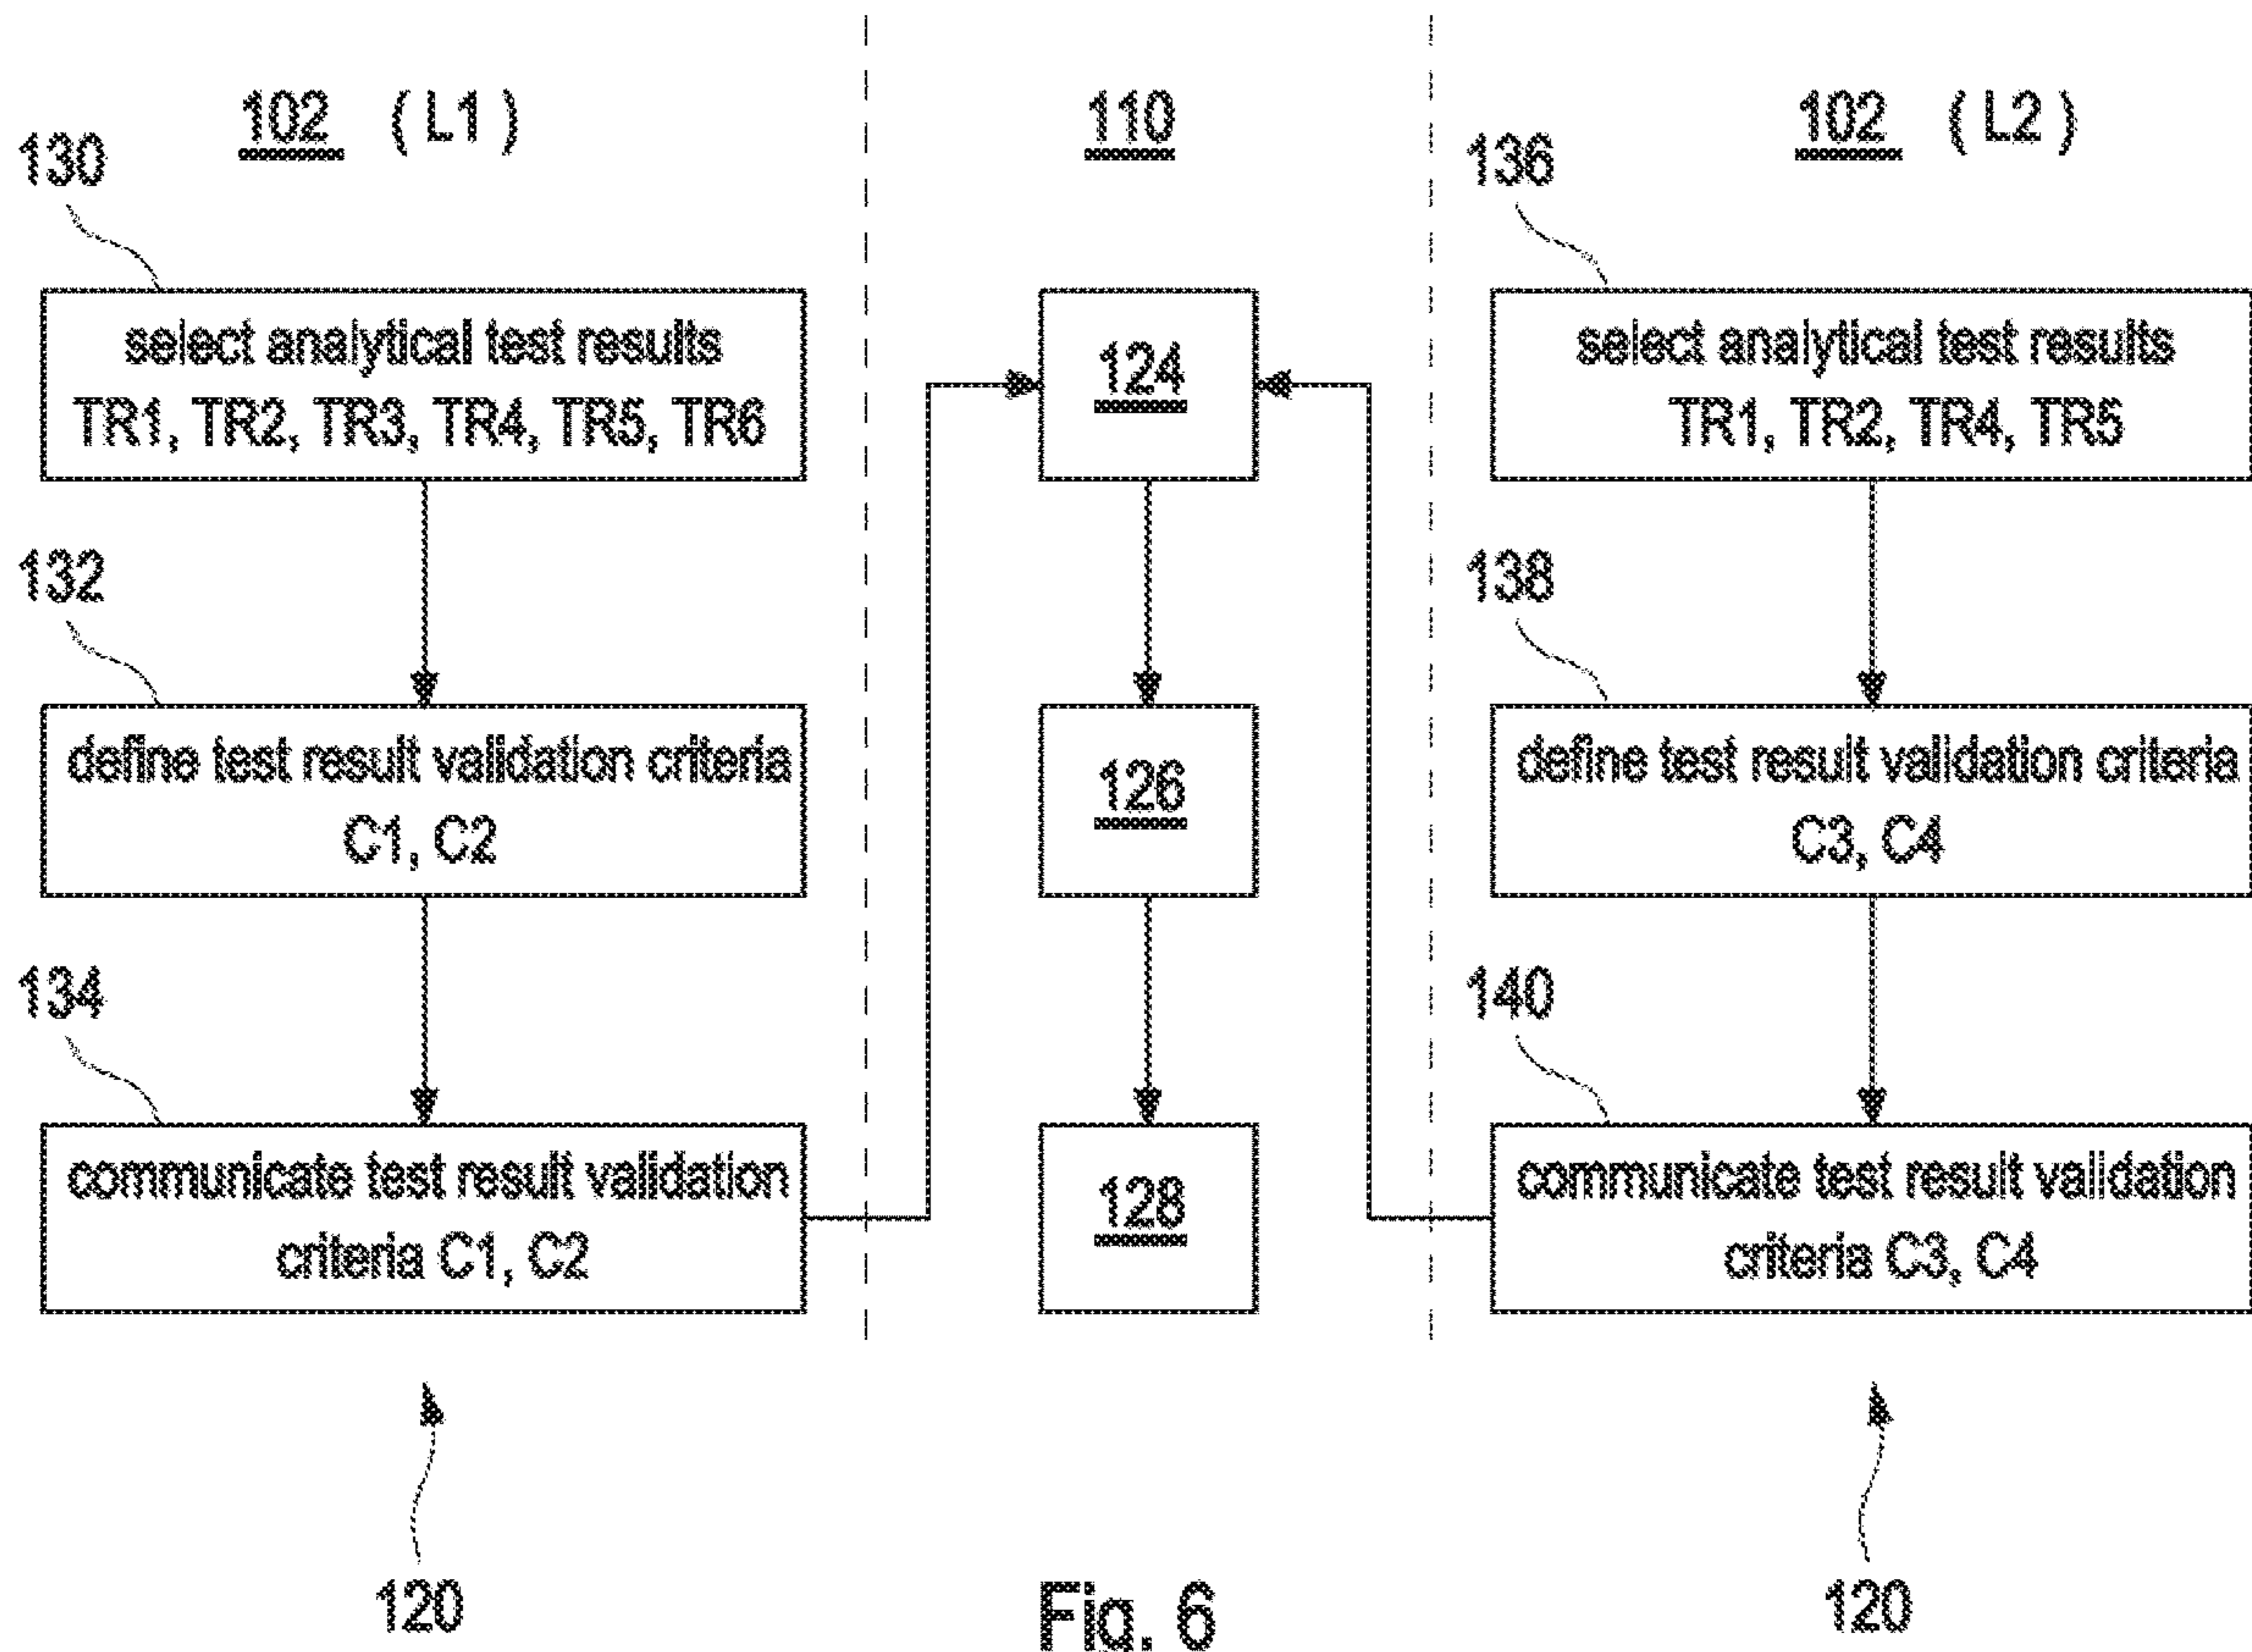 102 ( L1 )
130
select analytical test results
TR1, TR2, TR3, TR4, TR5, TR6
132
define test result validation criteria
C1, C2
134
communicate test result validation
criteria C1, C2
120
110
124
126
128
102 ( L2 )
136
select analytical test results
TR1, TR2, TR4, TR5
138
define test result validation criteria
C3, C4
140
communicate test result validation
criteria C3, C4
120
Fig. 6